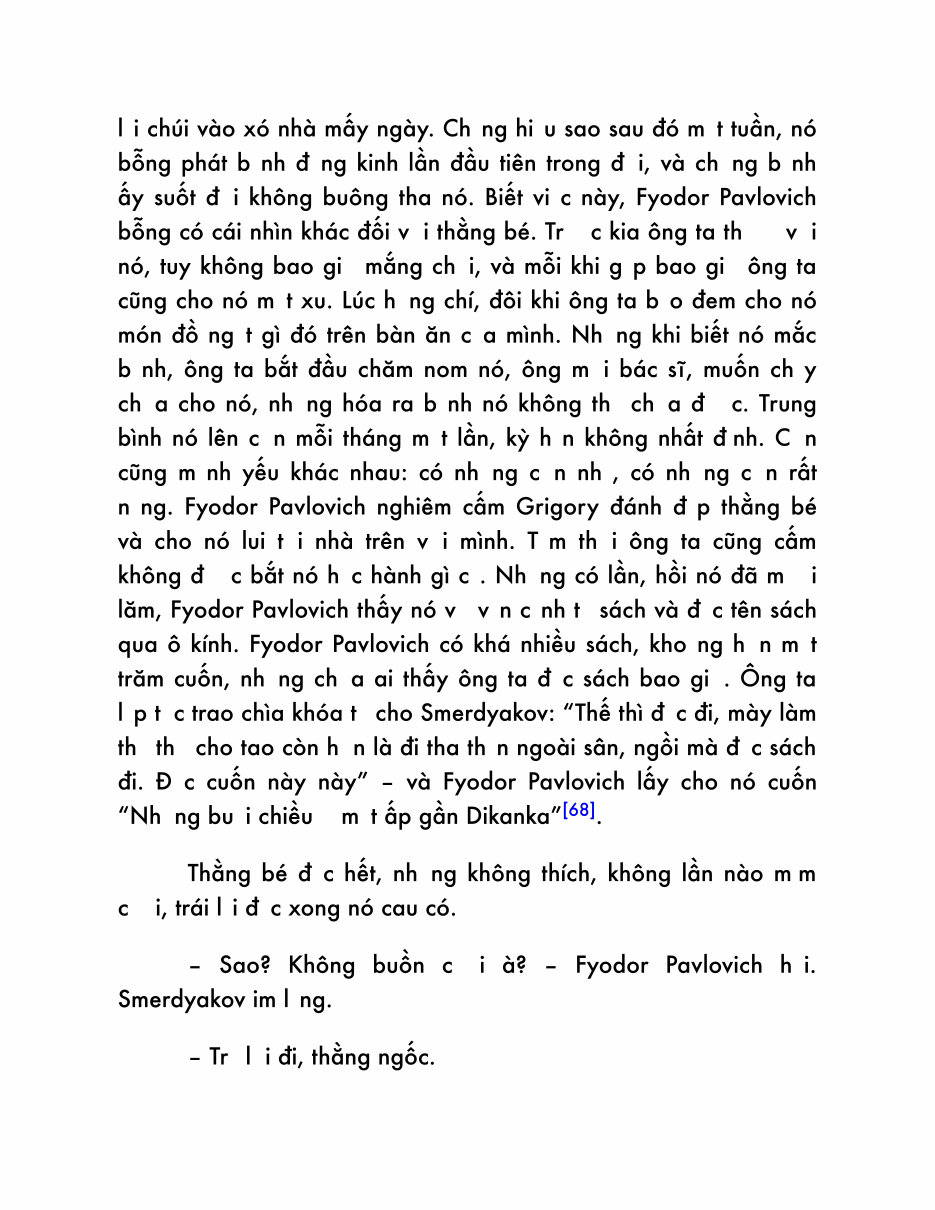 l i chúi vào xó nhà mấy ngày. Ch ng hi u sao sau đó m t tuần, nó
bỗng phát b nh đ ng kinh lần đầu tiên trong đ i, và ch ng b nh
ấy suốt đ i không buông tha nó. Biết vi c này, Fyodor Pavlovich
bỗng có cái nhìn khác đối v i thằng bé. Tr c kia ông ta th v i
nó, tuy không bao gi mắng ch i, và mỗi khi g p bao gi ông ta
cũng cho nó m t xu. Lúc h ng chí, đôi khi ông ta b o đem cho nó
món đồ ng t gì đó trên bàn ăn c a mình. Nh ng khi biết nó mắc
b nh, ông ta bắt đầu chăm nom nó, ông m i bác sĩ, muốn ch y
ch a cho nó, nh ng hóa ra b nh nó không th ch a đ c. Trung
bình nó lên c n mỗi tháng m t lần, kỳ h n không nhất đ nh. C n
cũng m nh yếu khác nhau: có nh ng c n nh , có nh ng c n rất
n ng. Fyodor Pavlovich nghiêm cấm Grigory đánh đ p thằng bé
và cho nó lui t i nhà trên v i mình. T m th i ông ta cũng cấm
không đ c bắt nó h c hành gì c . Nh ng có lần, hồi nó đã m i
lăm, Fyodor Pavlovich thấy nó v v n c nh t sách và đ c tên sách
qua ô kính. Fyodor Pavlovich có khá nhiều sách, kho ng h n m t
trăm cuốn, nh ng ch a ai thấy ông ta đ c sách bao gi . Ông ta
l p t c trao chìa khóa t cho Smerdyakov: “Thế thì đ c đi, mày làm
th th cho tao còn h n là đi tha th n ngoài sân, ngồi mà đ c sách
đi. Đ c cuốn này này” – và Fyodor Pavlovich lấy cho nó cuốn
“Nh ng bu i chiều m t ấp gần Dikanka”[68].
Thằng bé đ c hết, nh ng không thích, không lần nào m m
c i, trái l i đ c xong nó cau có.
– Sao? Không buồn c i à? – Fyodor Pavlovich h i.
Smerdyakov im l ng.
– Tr l i đi, thằng ngốc.